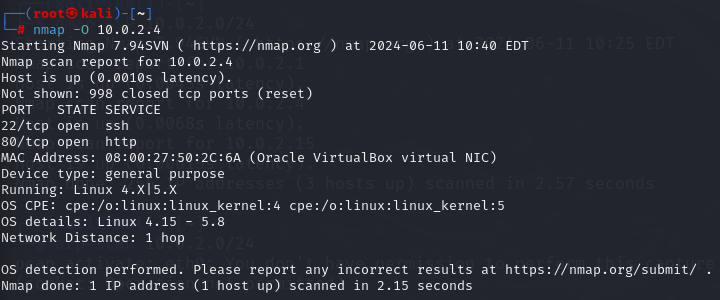 ┌──(root㉿kali)-[~]
└─# nmap -O 10.0.2.4
Starting Nmap 7.94SVN ( https://nmap.org ) at 2024-06-11 10:40 EDT
Nmap scan report for 10.0.2.4
Host is up (0.0010s latency).
Not shown: 998 closed tcp ports (reset)
PORT   STATE SERVICE
22/tcp open  ssh
80/tcp open  http
MAC Address: 08:00:27:50:2C:6A (Oracle VirtualBox virtual NIC)
Device type: general purpose
Running: Linux 4.X|5.X
OS CPE: cpe:/o:linux:linux_kernel:4 cpe:/o:linux:linux_kernel:5
OS details: Linux 4.15 - 5.8
Network Distance: 1 hop

OS detection performed. Please report any incorrect results at https://nmap.org/submit/ .
Nmap done: 1 IP address (1 host up) scanned in 2.15 seconds